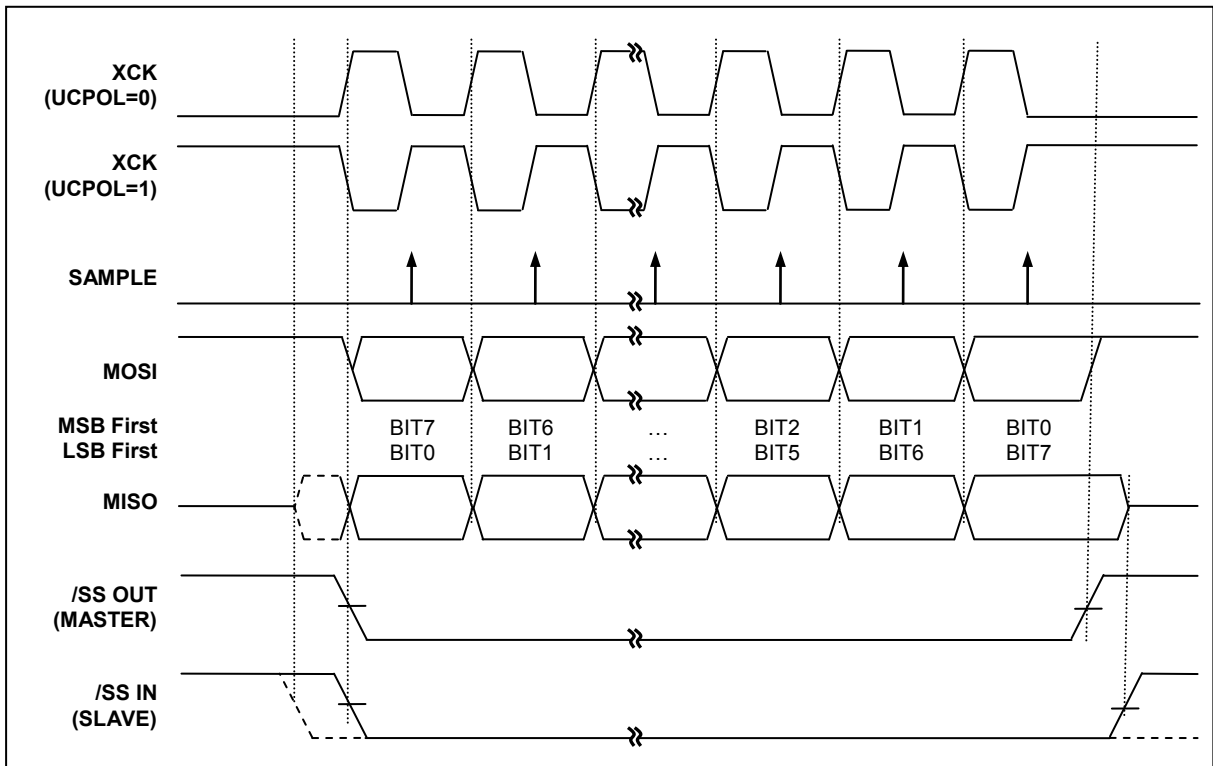 XCK
(UCPOL=0)
XCK
(UCPOL=1)
SAMPLE
MOSI
MSB First BIT7 BIT6 … BIT2 BIT1 BIT0
LSB First BIT0 BIT1 … BIT5 BIT6 BIT7
MISO
/SS OUT
(MASTER)
/SS IN
(SLAVE)